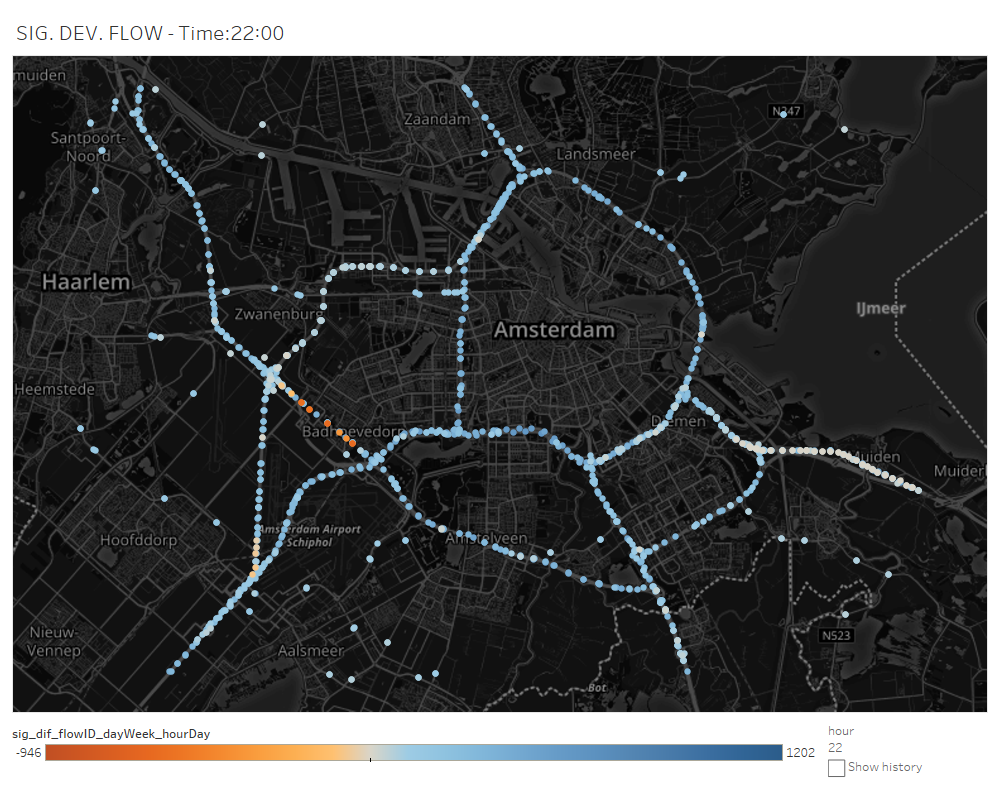 SIG. DEV. FLOW - Time:22:00
muiden
N247
Zaandam
Santpoort-
Noord
Landsmeer
Haarlem
IJmeer
Zwanenburg
Amsterdam
Heemstede
Diemen
Badhoevedorp
Muiden
Muider
Amsterdam Airport
Schiphol
Amstelveen
Hoofddorp
Nieuw-
Vennep
N523
Aalsmeer
Bot
sig_dif_flowID_dayWeek_hourDay
-946
1202
hour
22
Show history